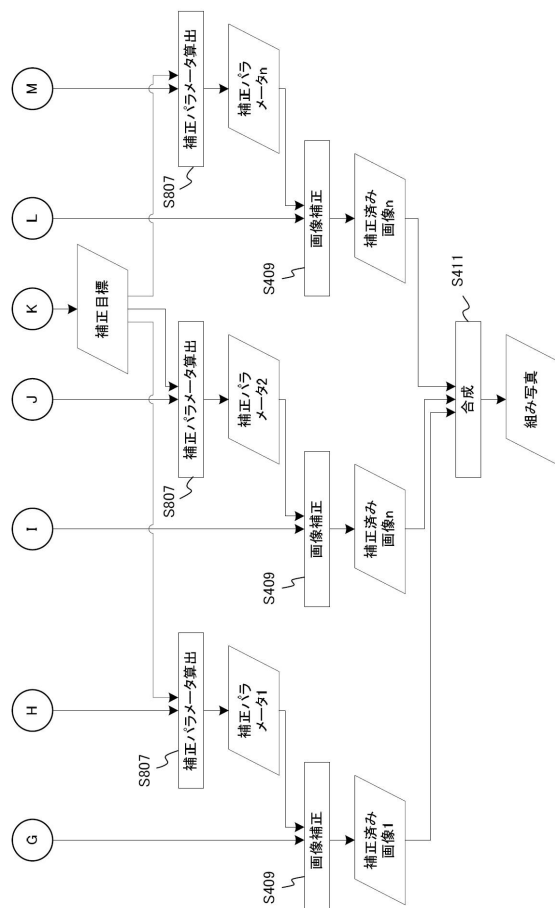 G
H
I
J
K
L
M
補正目標
S807
補正パラメータ算出
S807
補正パラメータ算出
S807
補正パラメータ算出
補正パラ
メータ1
補正パラ
メータ2
補正パラ
メータn
S409
画像補正
S409
画像補正
S409
画像補正
補正済み
画像1
補正済み
画像n
補正済み
画像n
S411
合成
組み写真